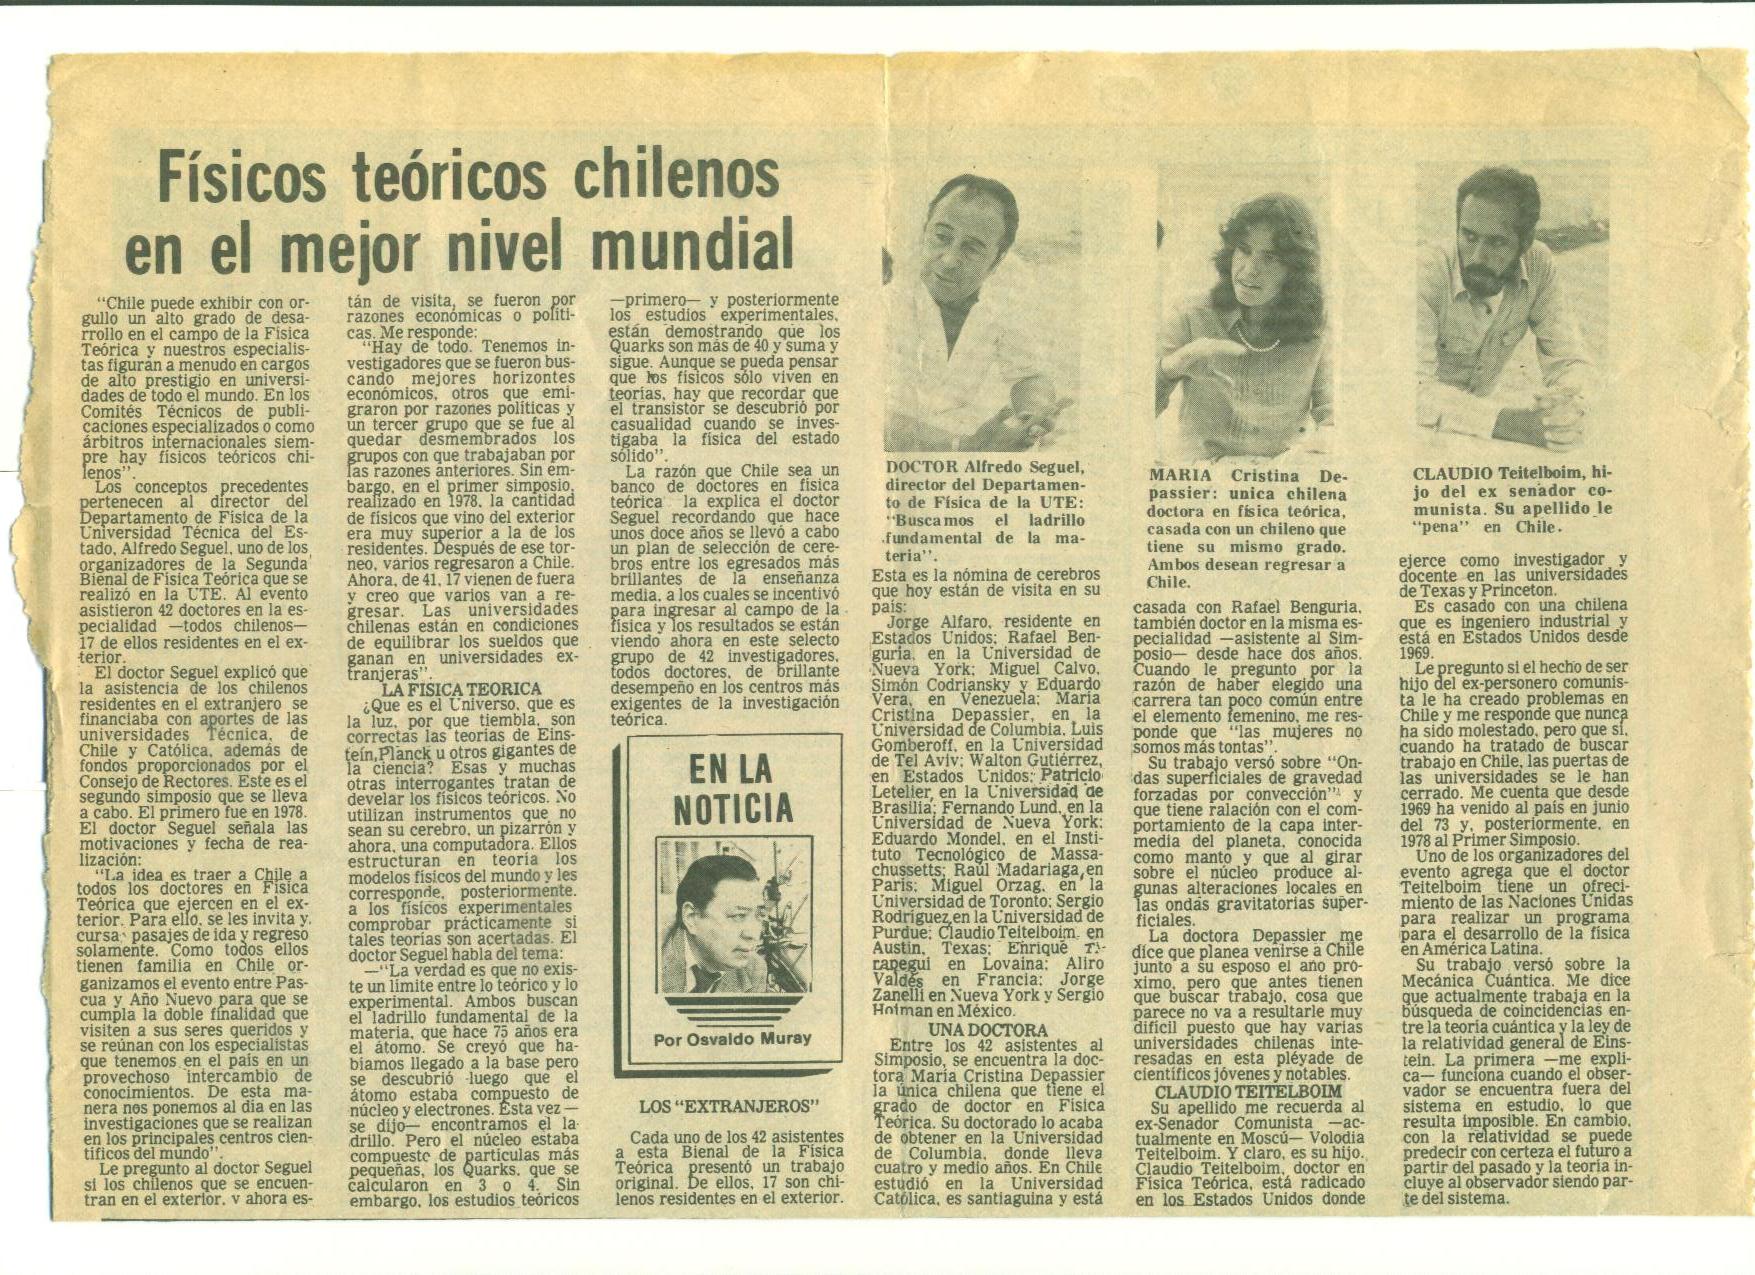 Físicos teóricos chilenos
en el mejor nivel mundial
"Chile puede exhibir con or-
gullo un alto grado de desa-
rrollo en el campo de la Física
Teórica y nuestros especialis-
tas figuran a menudo en cargos
de alto prestigio en universi-
dades de todo el mundo. En los
Comités Técnicos de publi-
caciones especializados o como
árbitros internacionales siem-
pre hay físicos teóricos chi-
lenos".
Los conceptos precedentes
pertenecen al director del
Departamento de Física de la
Universidad Técnica del Es-
tado, Alfredo Seguel, uno de los
organizadores de la Segunda
Bienal de Física Teórica que se
realizó en la UTE. Al evento
asistieron 42 doctores en la es-
pecialidad —todos chilenos—
17 de ellos residentes en el ex-
terior.
El doctor Seguel explicó que
la asistencia de los chilenos
residentes en el extranjero se
financiaba con aportes de las
universidades Técnica, de
Chile y Católica, además de
fondos proporcionados por el
Consejo de Rectores. Este es el
segundo simposio que se lleva
a cabo. El primero fue en 1978.
El doctor Seguel señala las
motivaciones y fecha de rea-
lización:
"La idea es traer a Chile a
todos los doctores en Física
Teórica que ejercen en el ex-
terior. Para ello, se les invita y
cursa pasajes de ida y regreso
solamente. Como todos ellos
tienen familia en Chile or-
ganizamos el evento entre Pas-
cua y Año Nuevo para que se
cumpla la doble finalidad que
visiten a sus seres queridos y
se reúnan con los especialistas
que tenemos en el país en un
provechoso intercambio de
conocimientos. De esta ma-
nera nos ponemos al día en las
investigaciones que se realizan
en los principales centros cien-
tíficos del mundo".
Le pregunto al doctor Seguel
si los chilenos que se encuen-
tran en el exterior, y ahora es-
tán de visita, se fueron por
razones económicas o políti-
cas. Me responde:
"Hay de todo. Tenemos in-
vestigadores que se fueron bus-
cando mejores horizontes
económicos, otros que emi-
graron por razones políticas y
un tercer grupo que se fue al
quedar desmembrados los
grupos con que trabajaban por
las razones anteriores. Sin em-
bargo, en el primer simposio,
realizado en 1978, la cantidad
de físicos que vino del exterior
era muy superior a la de los
residentes. Después de ese tor-
neo, varios regresaron a Chile.
Ahora, de 41, 17 vienen de fuera
y creo que varios van a re-
gresar. Las universidades
chilenas están en condiciones
de equilibrar los sueldos que
ganan en universidades ex-
tranjeras".
LA FISICA TEORICA
¿Que es el Universo, que es
la luz, por que tiembla, son
correctas las teorías de Eins-
tein, Planck u otros gigantes de
la ciencia? Esas y muchas
otras interrogantes tratan de
develar los físicos teóricos. No
utilizan instrumentos que no
sean su cerebro, un pizarrón y
ahora, una computadora. Ellos
estructuran en teoría los
modelos físicos del mundo y les
corresponde, posteriormente,
a los físicos experimentales
comprobar prácticamente si
tales teorías son acertadas. El
doctor Seguel habla del tema:
—"La verdad es que no exis-
te un límite entre lo teórico y lo
experimental. Ambos buscan
el ladrillo fundamental de la
materia, que hace 75 años era
el átomo. Se creyó que ha-
bíamos llegado a la base pero
se descubrió luego que el
átomo estaba compuesto de
núcleo y electrones. Esta vez —
se dijo— encontramos el la-
drillo. Pero el núcleo estaba
compuesto de partículas más
pequeñas, los Quarks, que se
calcularon en 3 o 4. Sin
embargo, los estudios teóricos
—primero— y posteriormente
los estudios experimentales,
están demostrando que los
Quarks son más de 40 y suma y
sigue. Aunque se pueda pensar
que los físicos sólo viven en
teorías, hay que recordar que
el transistor se descubrió por
casualidad cuando se inves-
tigaba la física del estado
sólido".
La razón que Chile sea un
banco de doctores en física
teórica la explica el doctor
Seguel recordando que hace
unos doce años se llevó a cabo
un plan de selección de cere-
bros entre los egresados más
brillantes de la enseñanza
media, a los cuales se incentivó
para ingresar al campo de la
física y los resultados se están
viendo ahora en este selecto
grupo de 42 investigadores,
todos doctores, de brillante
desempeño en los centros más
exigentes de la investigación
teórica.
EN LA
NOTICIA
Por Osvaldo Muray
LOS "EXTRANJEROS"
Cada uno de los 42 asistentes
a esta Bienal de la Física
Teórica presentó un trabajo
original. De ellos, 17 son chi-
lenos residentes en el exterior.
DOCTOR Alfredo Seguel,
director del Departamen-
to de Física de la UTE:
"Buscamos el ladrillo
fundamental de la ma-
teria".
Esta es la nómina de cerebros
que hoy están de visita en su
país:
Jorge Alfaro, residente en
Estados Unidos; Rafael Ben-
guria, en la Universidad de
Nueva York; Miguel Calvo,
Simón Codriansky y Eduardo
Vera, en Venezuela; María
Cristina Depassier, en la
Universidad de Columbia, Luis
Gomberoff, en la Universidad
de Tel Aviv; Walton Gutiérrez,
en Estados Unidos; Patricio
Letelier, en la Universidad de
Brasilia; Fernando Lund, en la
Universidad de Nueva York;
Eduardo Mondel, en el Insti-
tuto Tecnológico de Massa-
chussetts; Raúl Madariaga, en
París; Miguel Orzag, en la
Universidad de Toronto; Sergio
Rodríguez, en la Universidad de
Purdue; Claudio Teitelboim, en
Austin, Texas; Enrique Ti-
rapegui en Lovaina; Aliro
Valdés en Francia; Jorge
Zanelli en Nueva York y Sergio
Hojman en México.
UNA DOCTORA
Entre los 42 asistentes al
Simposio, se encuentra la doc-
tora María Cristina Depassier
la única chilena que tiene el
grado de doctor en Física
Teórica. Su doctorado lo acaba
de obtener en la Universidad
de Columbia, donde lleva
cuatro y medio años. En Chile
estudió en la Universidad
Católica, es santiaguina y está
MARIA Cristina De-
passier: unica chilena
doctora en física teórica,
casada con un chileno que
tiene su mismo grado.
Ambos desean regresar a
Chile.
casada con Rafael Benguria,
también doctor en la misma es-
pecialidad —asistente al Sim-
posio— desde hace dos años.
Cuando le pregunto por la
razón de haber elegido una
carrera tan poco común entre
el elemento femenino, me res-
ponde que "las mujeres no
somos más tontas".
Su trabajo versó sobre "On-
das superficiales de gravedad
forzadas por convección" y
que tiene ralación con el com-
portamiento de la capa inter-
media del planeta, conocida
como manto y que al girar
sobre el núcleo produce al-
gunas alteraciones locales en
las ondas gravitatorias super-
ficiales.
La doctora Depassier me
dice que planea venirse a Chile
junto a su esposo el año pró-
ximo, pero que antes tienen
que buscar trabajo, cosa que
parece no va a resultarle muy
difícil puesto que hay varias
universidades chilenas inte-
resadas en esta pléyade de
científicos jóvenes y notables.
CLAUDIO TEITELBOIM
Su apellido me recuerda al
ex-Senador Comunista —ac-
tualmente en Moscú— Volodia
Teitelboim. Y claro, es su hijo.
Claudio Teitelboim, doctor en
Física Teórica, está radicado
en los Estados Unidos donde
CLAUDIO Teitelboim, hi-
jo del ex senador co-
munista. Su apellido le
"pena" en Chile.
ejerce como investigador y
docente en las universidades
de Texas y Princeton.
Es casado con una chilena
que es ingeniero industrial y
está en Estados Unidos desde
1969.
Le pregunto si el hecho de ser
hijo del ex-personero comunis-
ta le ha creado problemas en
Chile y me responde que nunca
ha sido molestado, pero que sí,
cuando ha tratado de buscar
trabajo en Chile, las puertas de
las universidades se le han
cerrado. Me cuenta que desde
1969 ha venido al país en junio
del 73 y, posteriormente, en
1978 al Primer Simposio.
Uno de los organizadores del
evento agrega que el doctor
Teitelboim tiene un ofreci-
miento de las Naciones Unidas
para realizar un programa
para el desarrollo de la física
en América Latina.
Su trabajo versó sobre la
Mecánica Cuántica. Me dice
que actualmente trabaja en la
búsqueda de coincidencias en-
tre la teoría cuántica y la ley de
la relatividad general de Eins-
tein. La primera —me expli-
ca— funciona cuando el obser-
vador se encuentra fuera del
sistema en estudio, lo que
resulta imposible. En cambio,
con la relatividad se puede
predecir con certeza el futuro a
partir del pasado y la teoría in-
cluye al observador siendo par-
te del sistema.